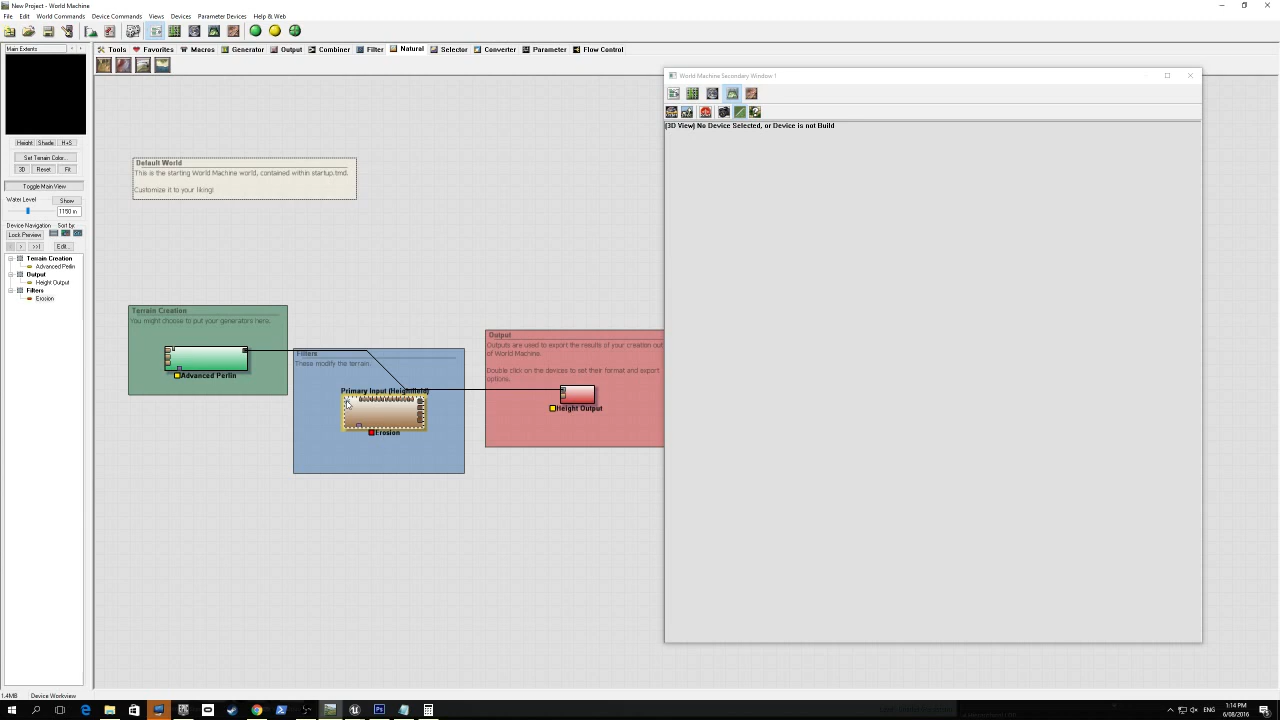 New Project - World Machine
File Edit World Commands Device Commands Views Devices Parameter Devices Help & Web
Main Extents
Tools Favorites Macros Generator Output Combiner Filter Natural Selector Converter Parameter Flow Control
World Machine Secondary Window 1
[3D View] No Device Selected, or Device is not Build
Height Shade H+S
Set Terrain Color...
3D Reset Fit
Toggle Main View
Water Level Show
1150 m
Device Navigation Sort by:
Lock Preview
< > >>| Edit...
Terrain Creation
Advanced Perlin
Output
Height Output
Filters
Erosion
Default World
This is the starting World Machine world, contained within startup.tmd.
Customize it to your liking!
Terrain Creation
You might choose to put your generators here.
Advanced Perlin
Filters
These modify the terrain.
Primary Input (Heightfield)
Erosion
Output
Outputs are used to export the results of your creation out
of World Machine.
Double click on the devices to set their format and export
options.
Height Output
1.4MB Device Workview
ENG
1:14 PM
6/08/2016